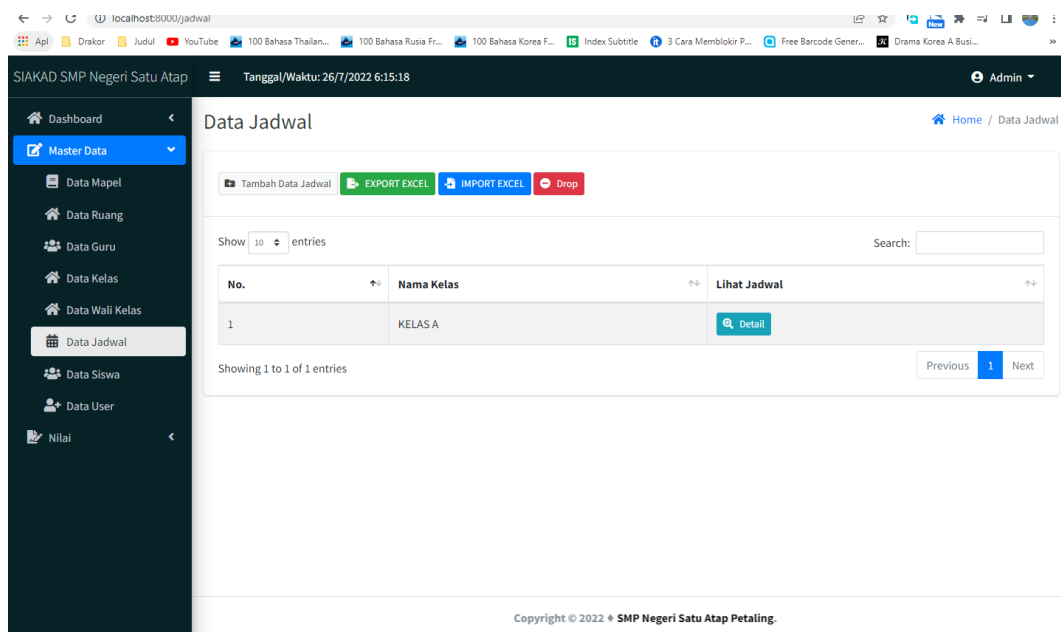 localhost:8000/jadwal
Apl Drakor Judul YouTube 100 Bahasa Thailan... 100 Bahasa Rusia Fr... 100 Bahasa Korea F... IS Index Subtitle 3 Cara Memblokir P... Free Barcode Gener... Drama Korea A Busi... »
New
SIAKAD SMP Negeri Satu Atap
Tanggal/Waktu: 26/7/2022 6:15:18
Admin
Dashboard
Master Data
Data Mapel
Data Ruang
Data Guru
Data Kelas
Data Wali Kelas
Data Jadwal
Data Siswa
Data User
Nilai
Data Jadwal
Home / Data Jadwal
Tambah Data Jadwal EXPORT EXCEL IMPORT EXCEL Drop
Show 10 entries
Search:
No. Nama Kelas Lihat Jadwal
1 KELAS A Detail
Showing 1 to 1 of 1 entries
Previous 1 Next
Copyright © 2022 ♦ SMP Negeri Satu Atap Petaling.